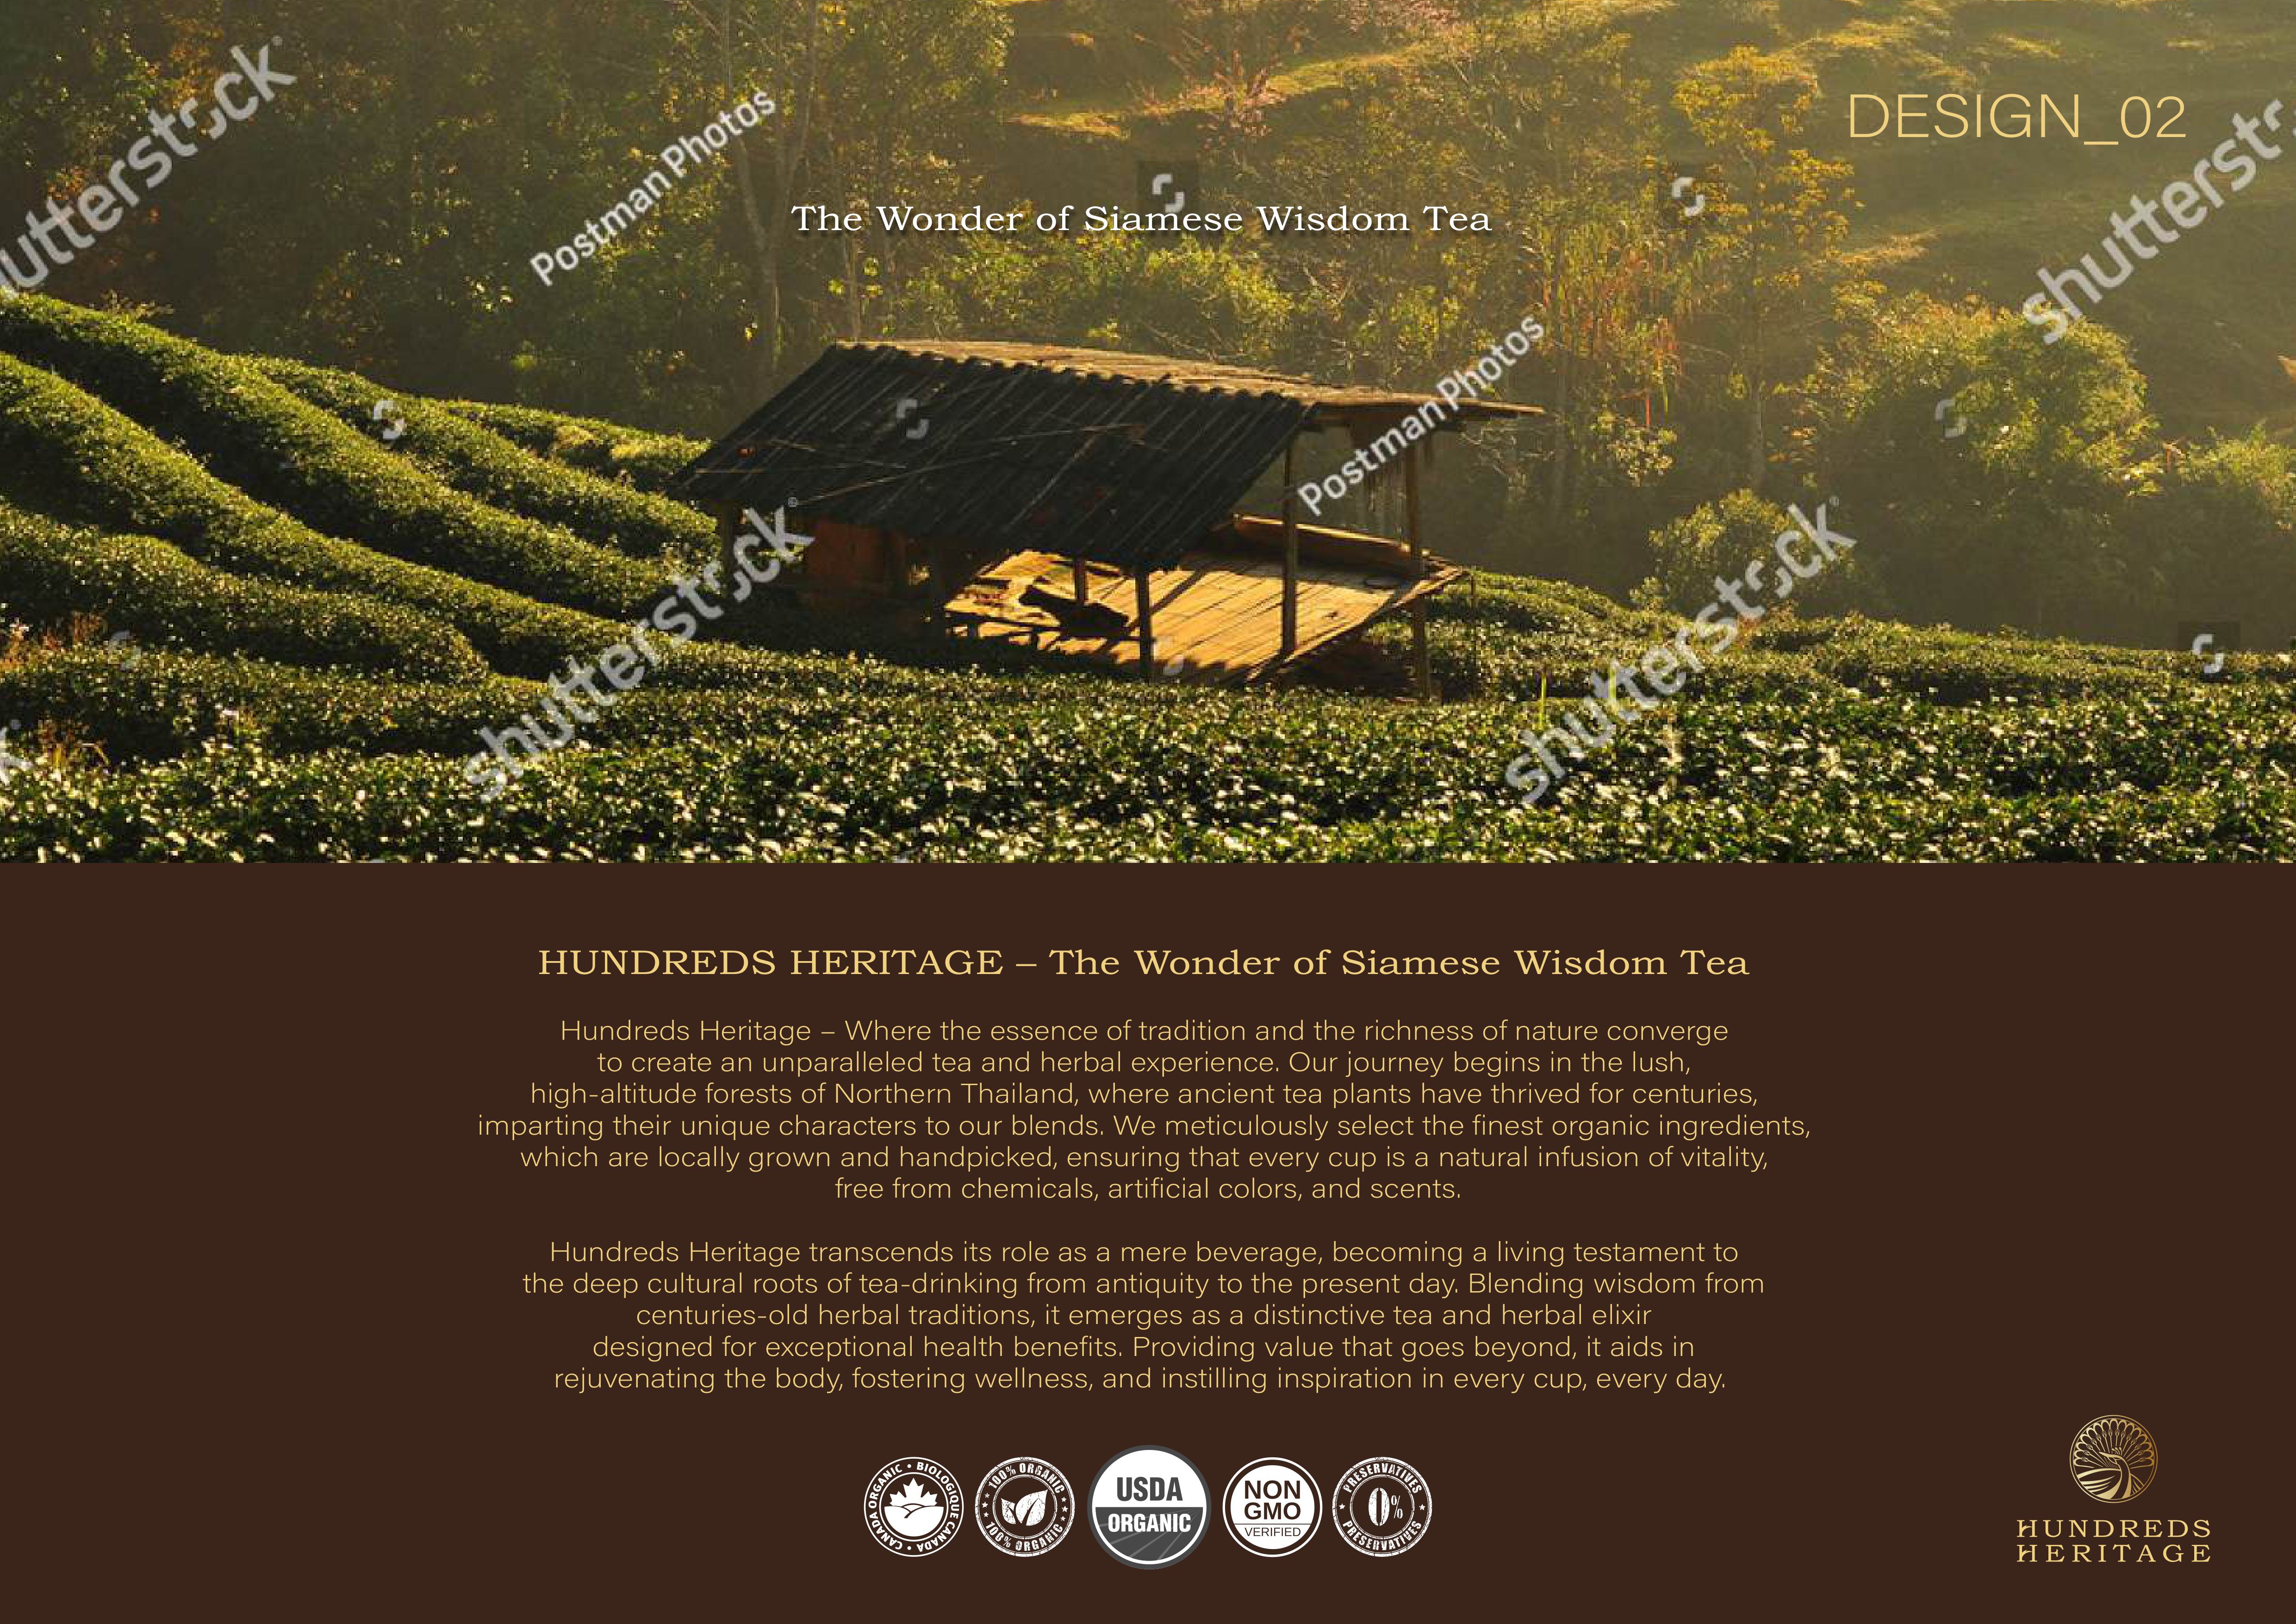 DESIGN_02
shutterstock
Postman Photos
shutterst
The Wonder of Siamese Wisdom Tea
Postman Photos
shutterstock
shutterstock
HUNDREDS HERITAGE – The Wonder of Siamese Wisdom Tea
Hundreds Heritage – Where the essence of tradition and the richness of nature converge
to create an unparalleled tea and herbal experience. Our journey begins in the lush,
high-altitude forests of Northern Thailand, where ancient tea plants have thrived for centuries,
imparting their unique characters to our blends. We meticulously select the finest organic ingredients,
which are locally grown and handpicked, ensuring that every cup is a natural infusion of vitality,
free from chemicals, artificial colors, and scents.
Hundreds Heritage transcends its role as a mere beverage, becoming a living testament to
the deep cultural roots of tea-drinking from antiquity to the present day. Blending wisdom from
centuries-old herbal traditions, it emerges as a distinctive tea and herbal elixir
designed for exceptional health benefits. Providing value that goes beyond, it aids in
rejuvenating the body, fostering wellness, and instilling inspiration in every cup, every day.
CANADA ORGANIC • BIOLOGIQUE CANADA •
100% ORGANIC
100% ORGANIC
USDA
ORGANIC
NON
GMO
VERIFIED
PRESERVATIVES
0%
PRESERVATIVES
HUNDREDS
HERITAGE